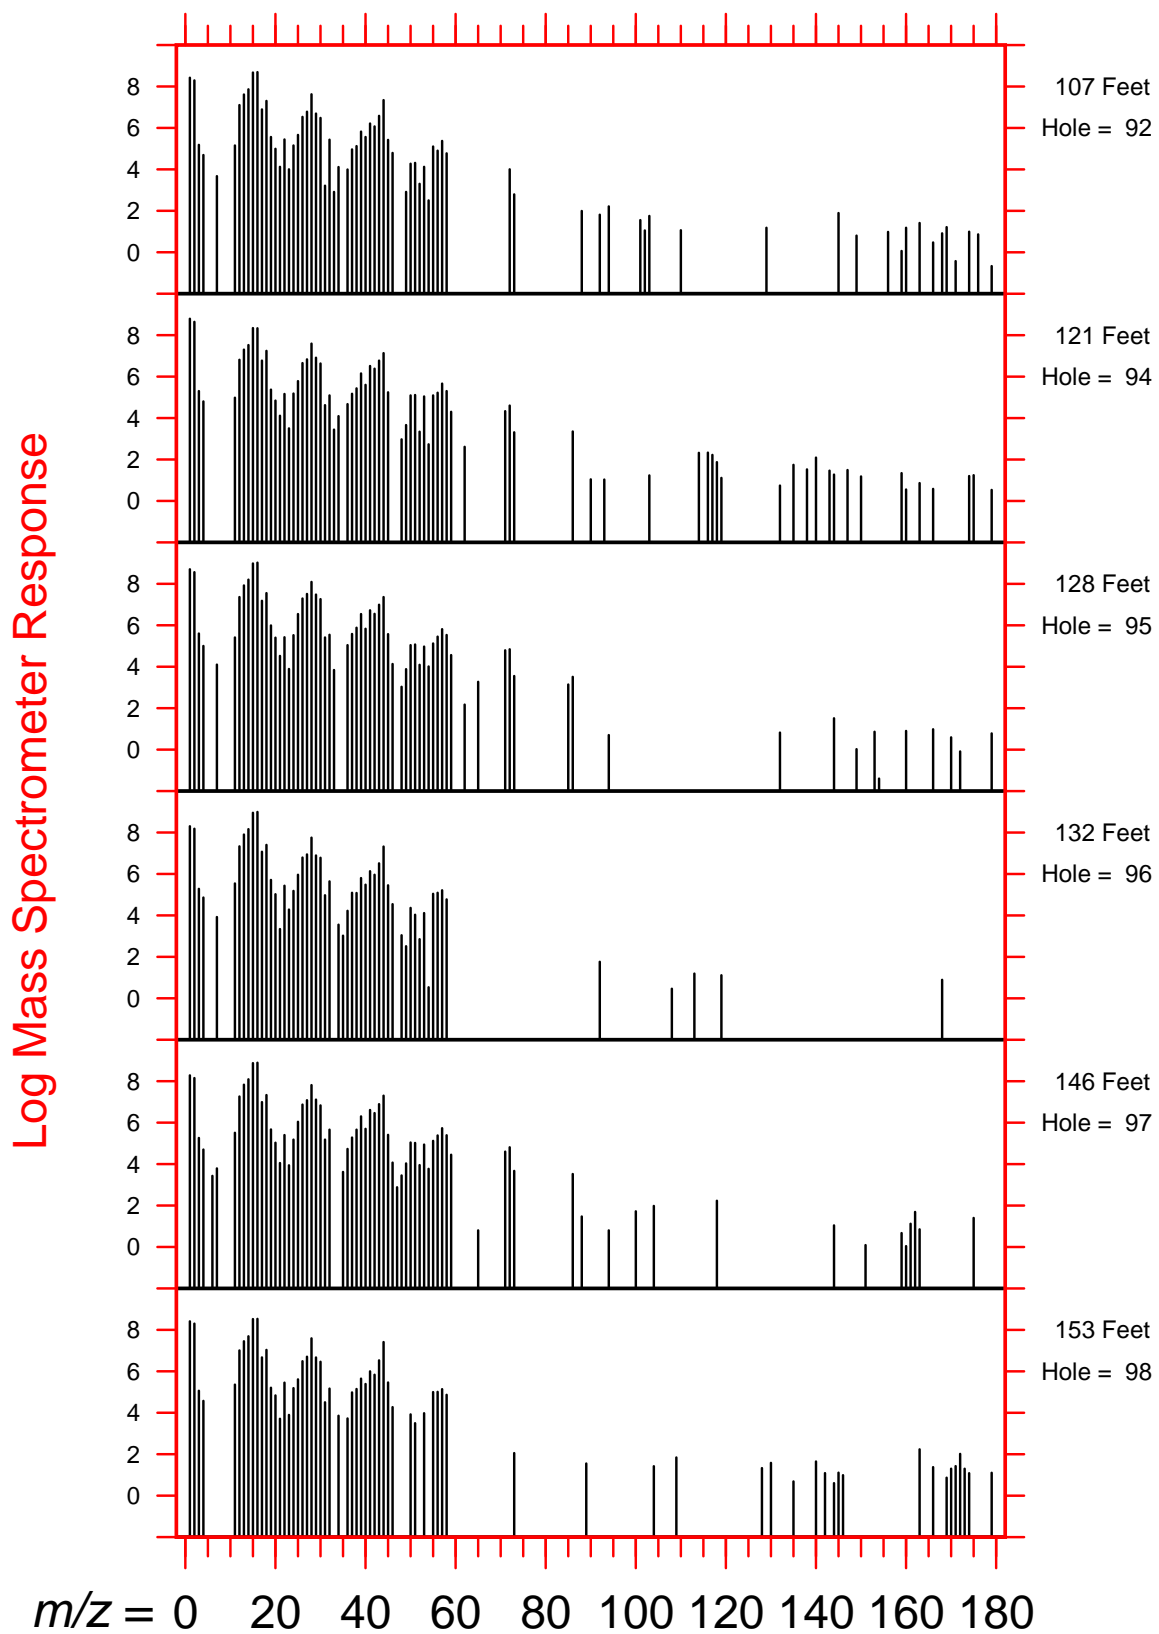 8 107 Feet
6 Hole = 92
4
2
0
8 121 Feet
6 Hole = 94
4
2
0
8 128 Feet
6 Hole = 95
4
2
0
8 132 Feet
6 Hole = 96
4
2
0
8 146 Feet
6 Hole = 97
4
2
0
8 153 Feet
6 Hole = 98
4
2
0
Log Mass Spectrometer Response
m/z = 0 20 40 60 80 100 120 140 160 180